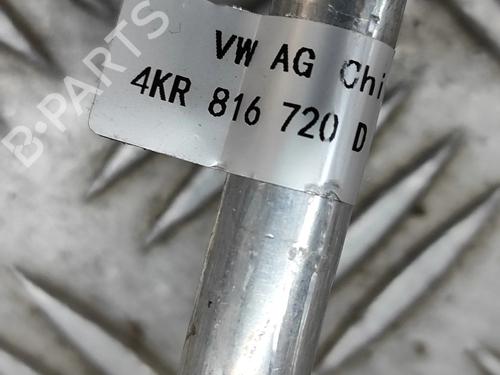 B-PARTS
VW AG Chi
4KR 816 720 D